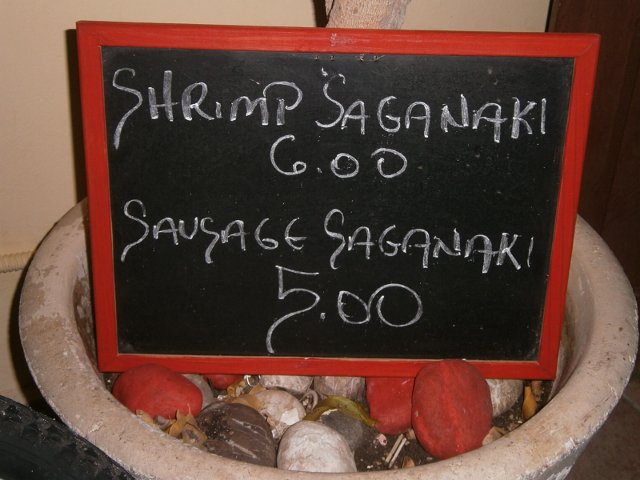 SHRIMP SAGANAKI
6.00
SAUSAGE SAGANAKI
5.00